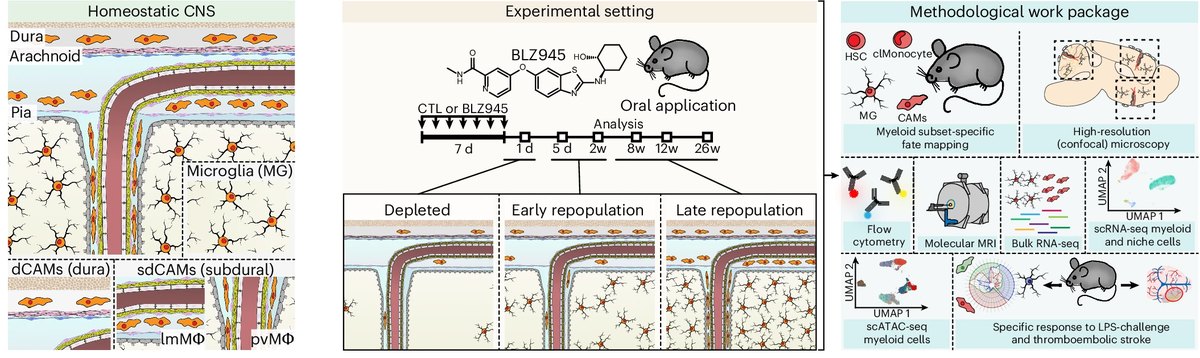 Homeostatic CNS
Dura
Arachnoid
Pia
Microglia (MG)
dCAMs (dura)
sdCAMs (subdural)
lmMΦ
pvMΦ
Experimental setting
BLZ945
O
N
H
O
N
HO
S
N
NH
Oral application
CTL or BLZ945
Analysis
7 d
1 d
5 d
2w
8w
12w
26w
Depleted
Early repopulation
Late repopulation
Methodological work package
HSC
clMonocyte
MG
CAMs
Myeloid subset-specific
fate mapping
High-resolution
(confocal) microscopy
Flow
cytometry
Molecular MRI
Bulk RNA-seq
UMAP 2
UMAP 1
scRNA-seq myeloid
and niche cells
UMAP 2
UMAP 1
scATAC-seq
myeloid cells
Specific response to LPS-challenge
and thromboembolic stroke